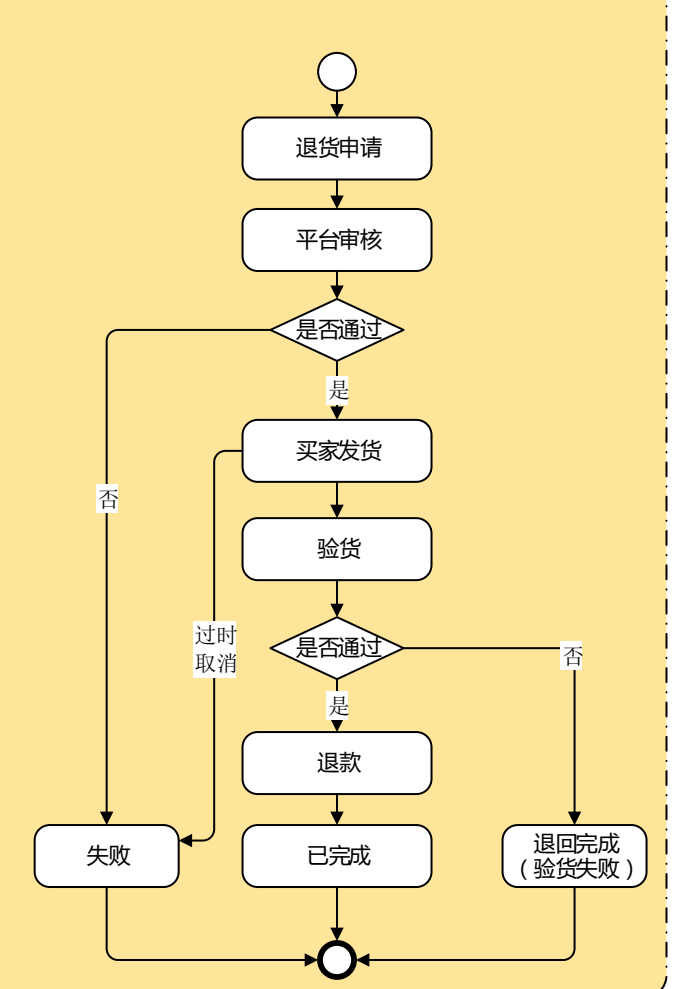 退货申请
平台审核
是否通过
是
买家发货
否
验货
过时
取消
是否通过
否
是
退款
失败
已完成
退回完成
（验货失败）